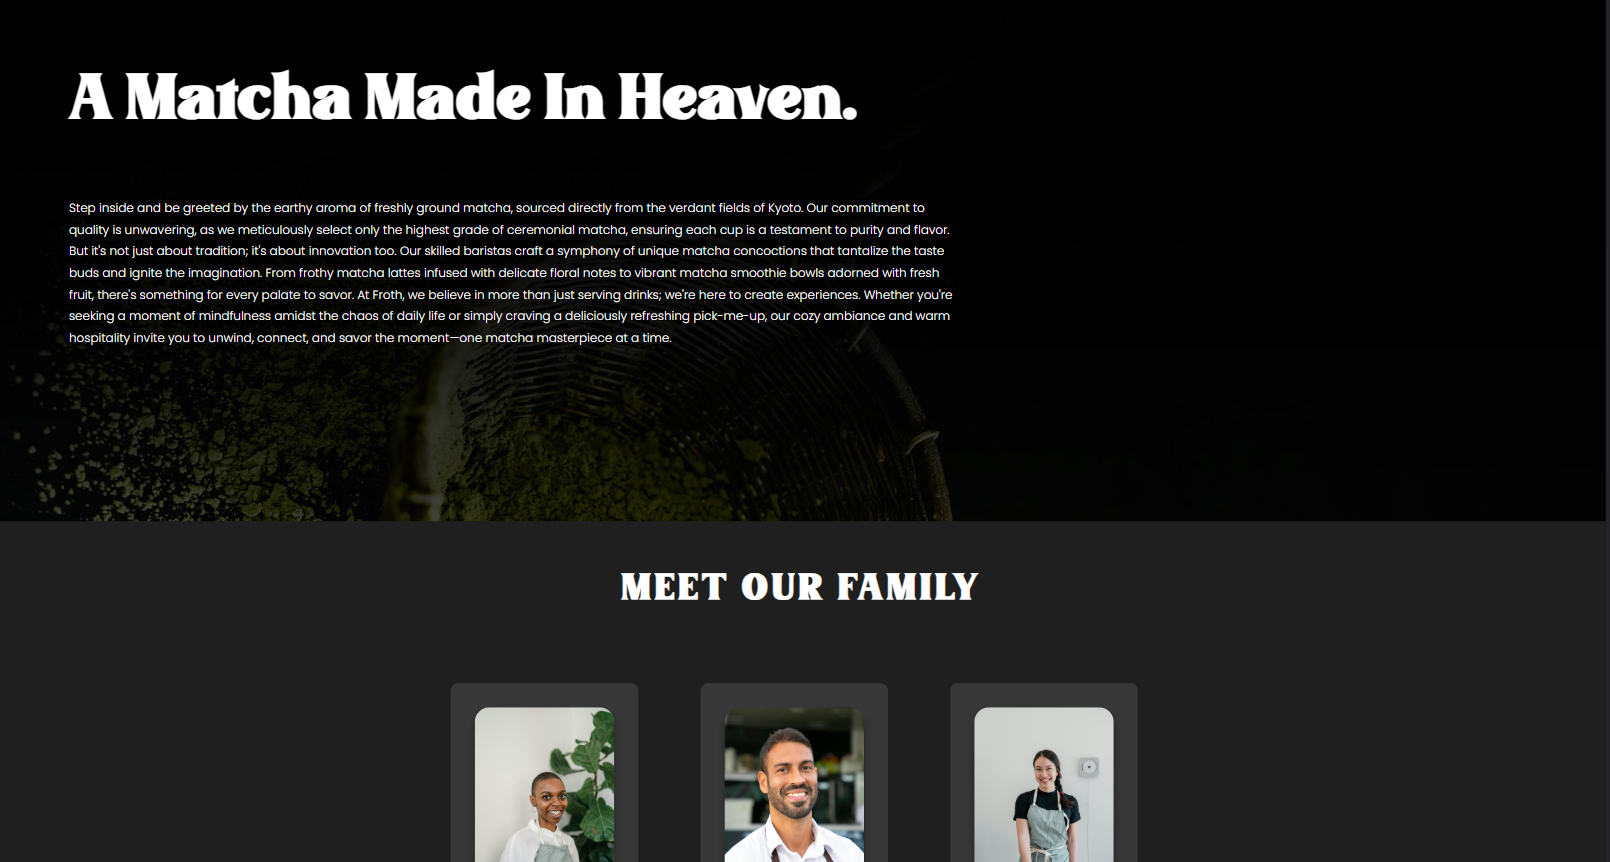 A Matcha Made In Heaven.
Step inside and be greeted by the earthy aroma of freshly ground matcha, sourced directly from the verdant fields of Kyoto. Our commitment to
quality is unwavering, as we meticulously select only the highest grade of ceremonial matcha, ensuring each cup is a testament to purity and flavor.
But it's not just about tradition; it's about innovation too. Our skilled baristas craft a symphony of unique matcha concoctions that tantalize the taste
buds and ignite the imagination. From frothy matcha lattes infused with delicate floral notes to vibrant matcha smoothie bowls adorned with fresh
fruit, there's something for every palate to savor. At Froth, we believe in more than just serving drinks; we're here to create experiences. Whether you're
seeking a moment of mindfulness amidst the chaos of daily life or simply craving a deliciously refreshing pick-me-up, our cozy ambiance and warm
hospitality invite you to unwind, connect, and savor the moment—one matcha masterpiece at a time.
MEET OUR FAMILY